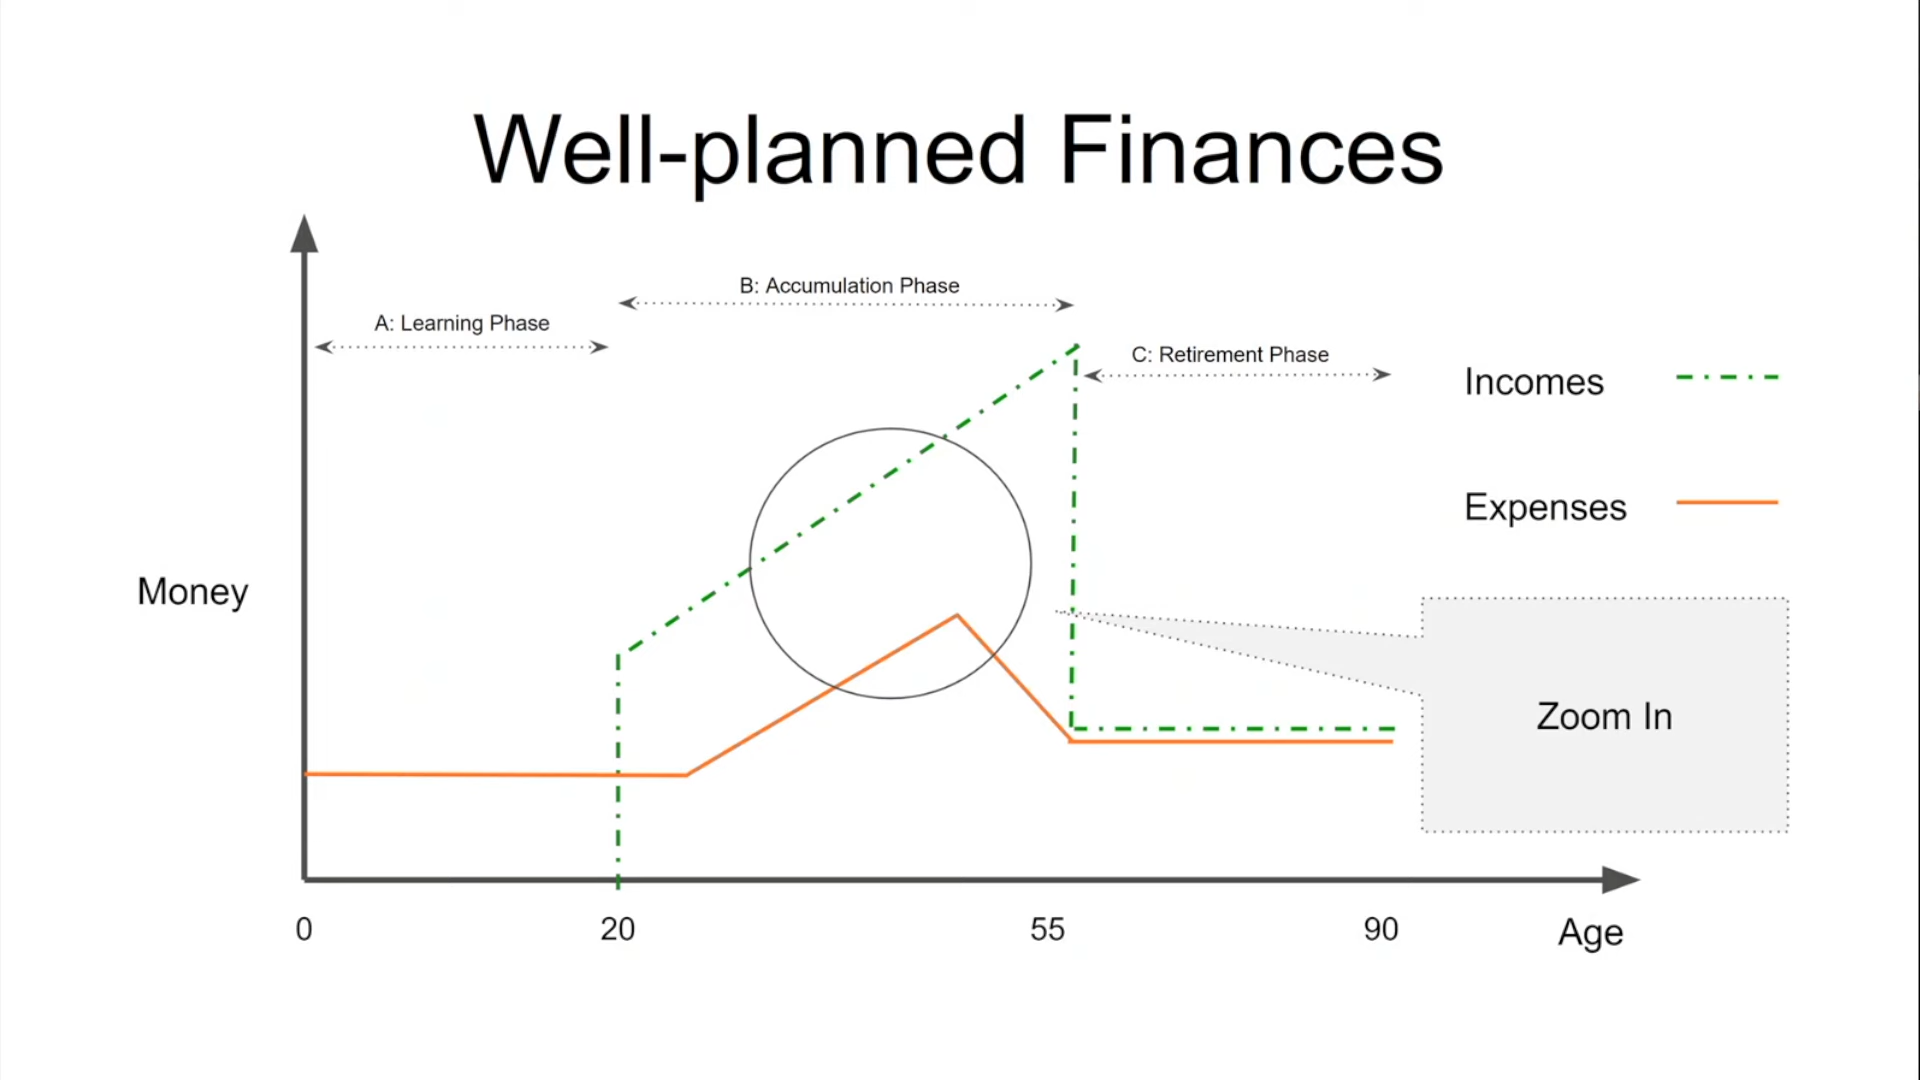 Well-planned Finances
B: Accumulation Phase
A: Learning Phase
C: Retirement Phase
Incomes
Expenses
Money
Zoom In
0 20 55 90 Age